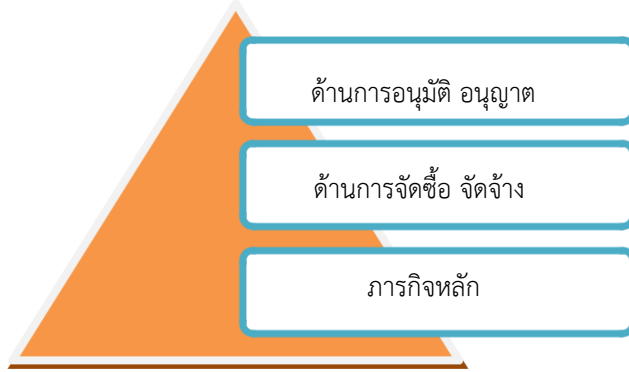 ด้านการอนุมัติ อนุญาต
ด้านการจัดซื้อ จัดจ้าง
ภารกิจหลัก